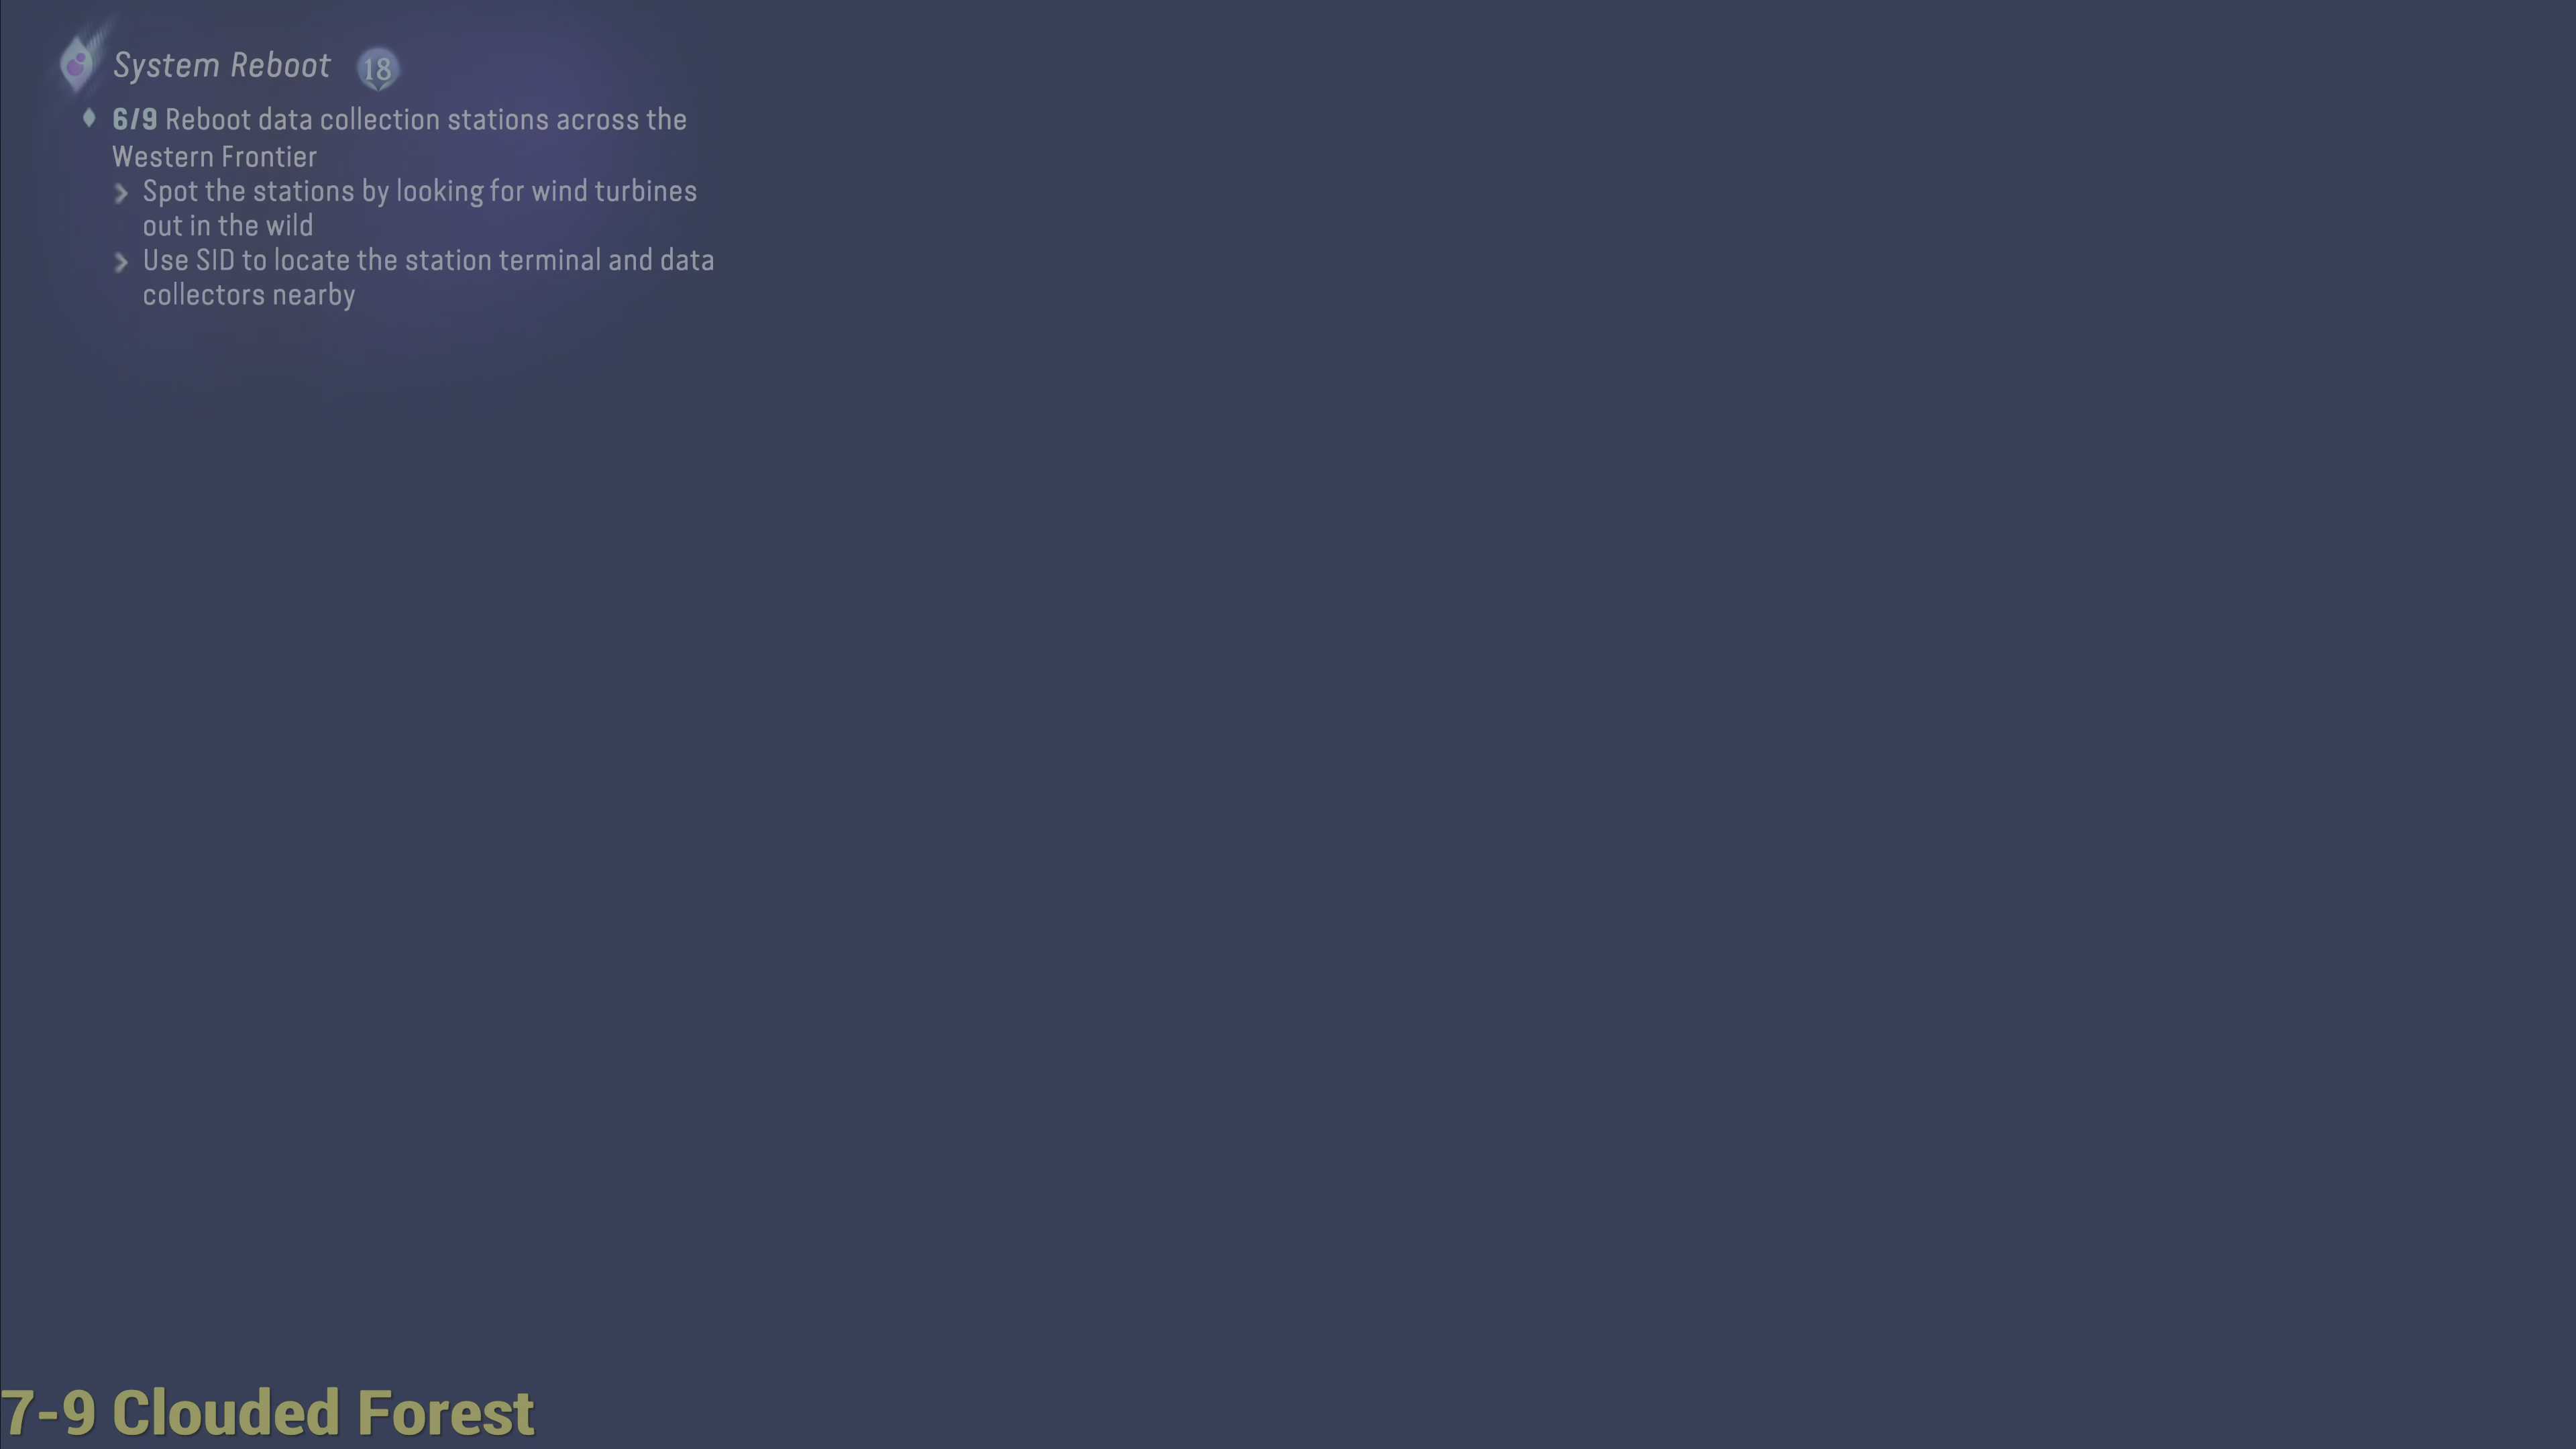 System Reboot 18
6/9 Reboot data collection stations across the
Western Frontier
Spot the stations by looking for wind turbines
out in the wild
Use SID to locate the station terminal and data
collectors nearby
7-9 Clouded Forest